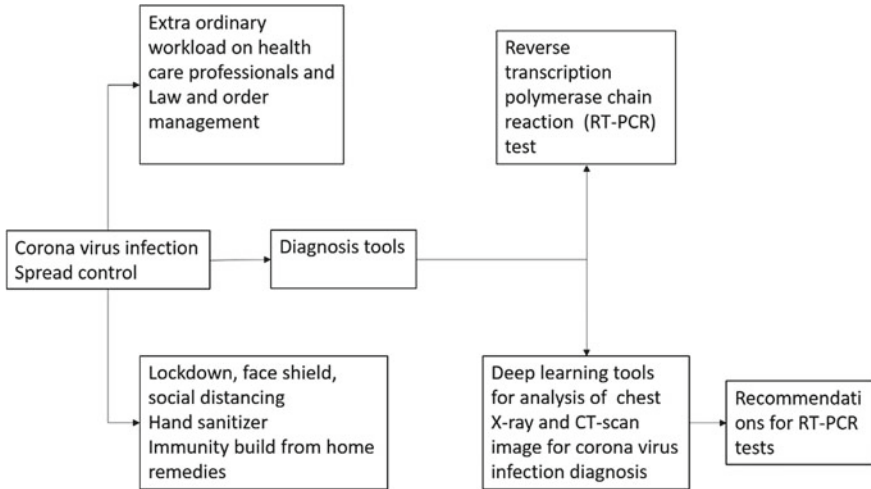 Extra ordinary
workload on health
care professionals and
Law and order
management
Reverse
transcription
polymerase chain
reaction (RT-PCR)
test
Corona virus infection
Spread control
Diagnosis tools
Lockdown, face shield,
social distancing
Hand sanitizer
Immunity build from home
remedies
Deep learning tools
for analysis of chest
X-ray and CT-scan
image for corona virus
infection diagnosis
Recommendati
ons for RT-PCR
tests